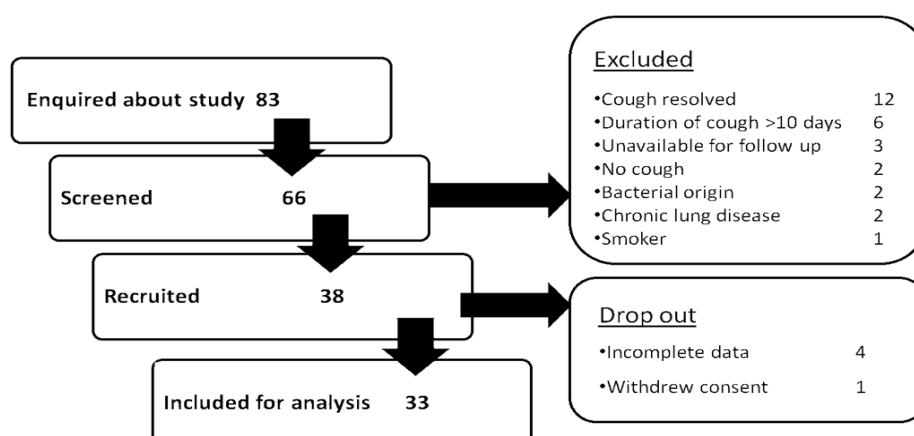 Enquired about study 83
Screened 66
Recruited 38
Included for analysis 33
Excluded
•Cough resolved 12
•Duration of cough >10 days 6
•Unavailable for follow up 3
•No cough 2
•Bacterial origin 2
•Chronic lung disease 2
•Smoker 1
Drop out
•Incomplete data 4
•Withdrew consent 1